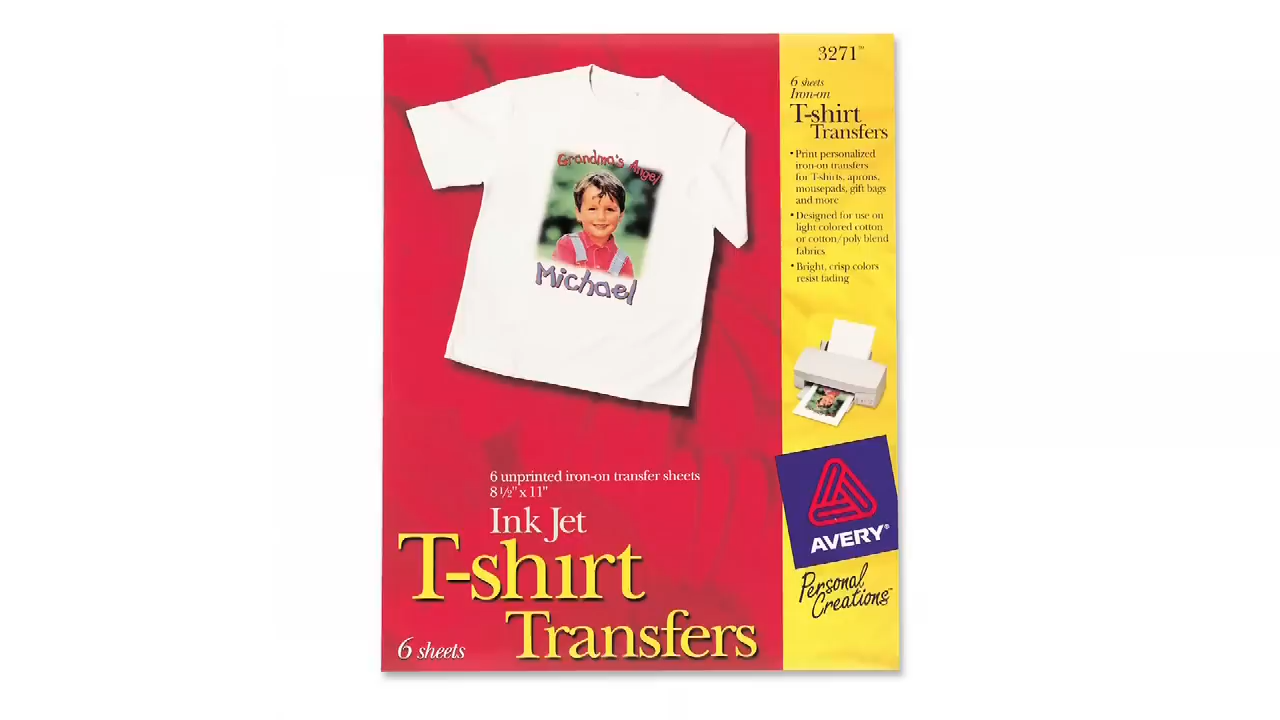 Grandma's Angel
Michael
6 unprinted iron-on transfer sheets
8 ½" x 11"
Ink Jet
T-shirt
Transfers
6 sheets
3271™
6 sheets
Iron-on
T-shirt
Transfers
• Print personalized
iron-on transfers
for T-shirts, aprons,
mousepads, gift bags
and more
• Designed for use on
light colored cotton
or cotton/poly blend
fabrics
• Bright, crisp colors
resist fading
AVERY®
Personal
Creations™